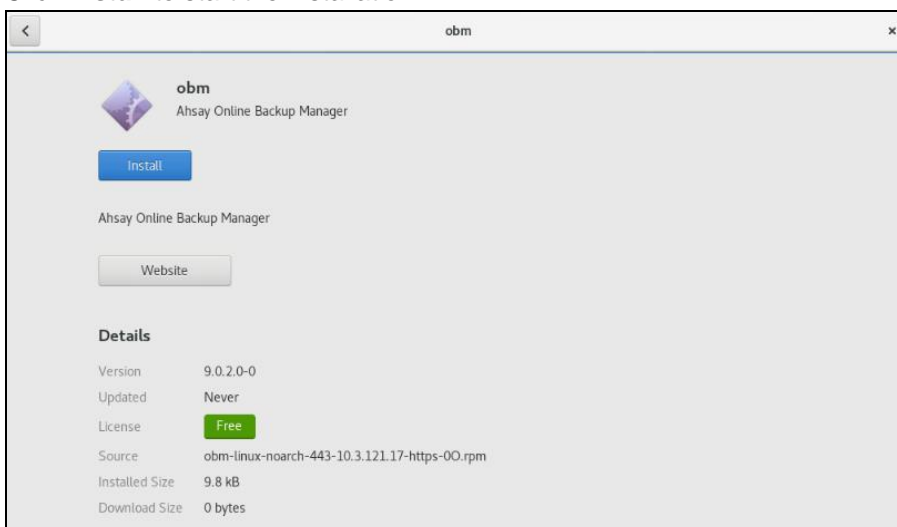 obm
obm
Ahsay Online Backup Manager
Install
Ahsay Online Backup Manager
Website
Details
Version 9.0.2.0-0
Updated Never
License Free
Source obm-linux-noarch-443-10.3.121.17-https-0O.rpm
Installed Size 9.8 kB
Download Size 0 bytes